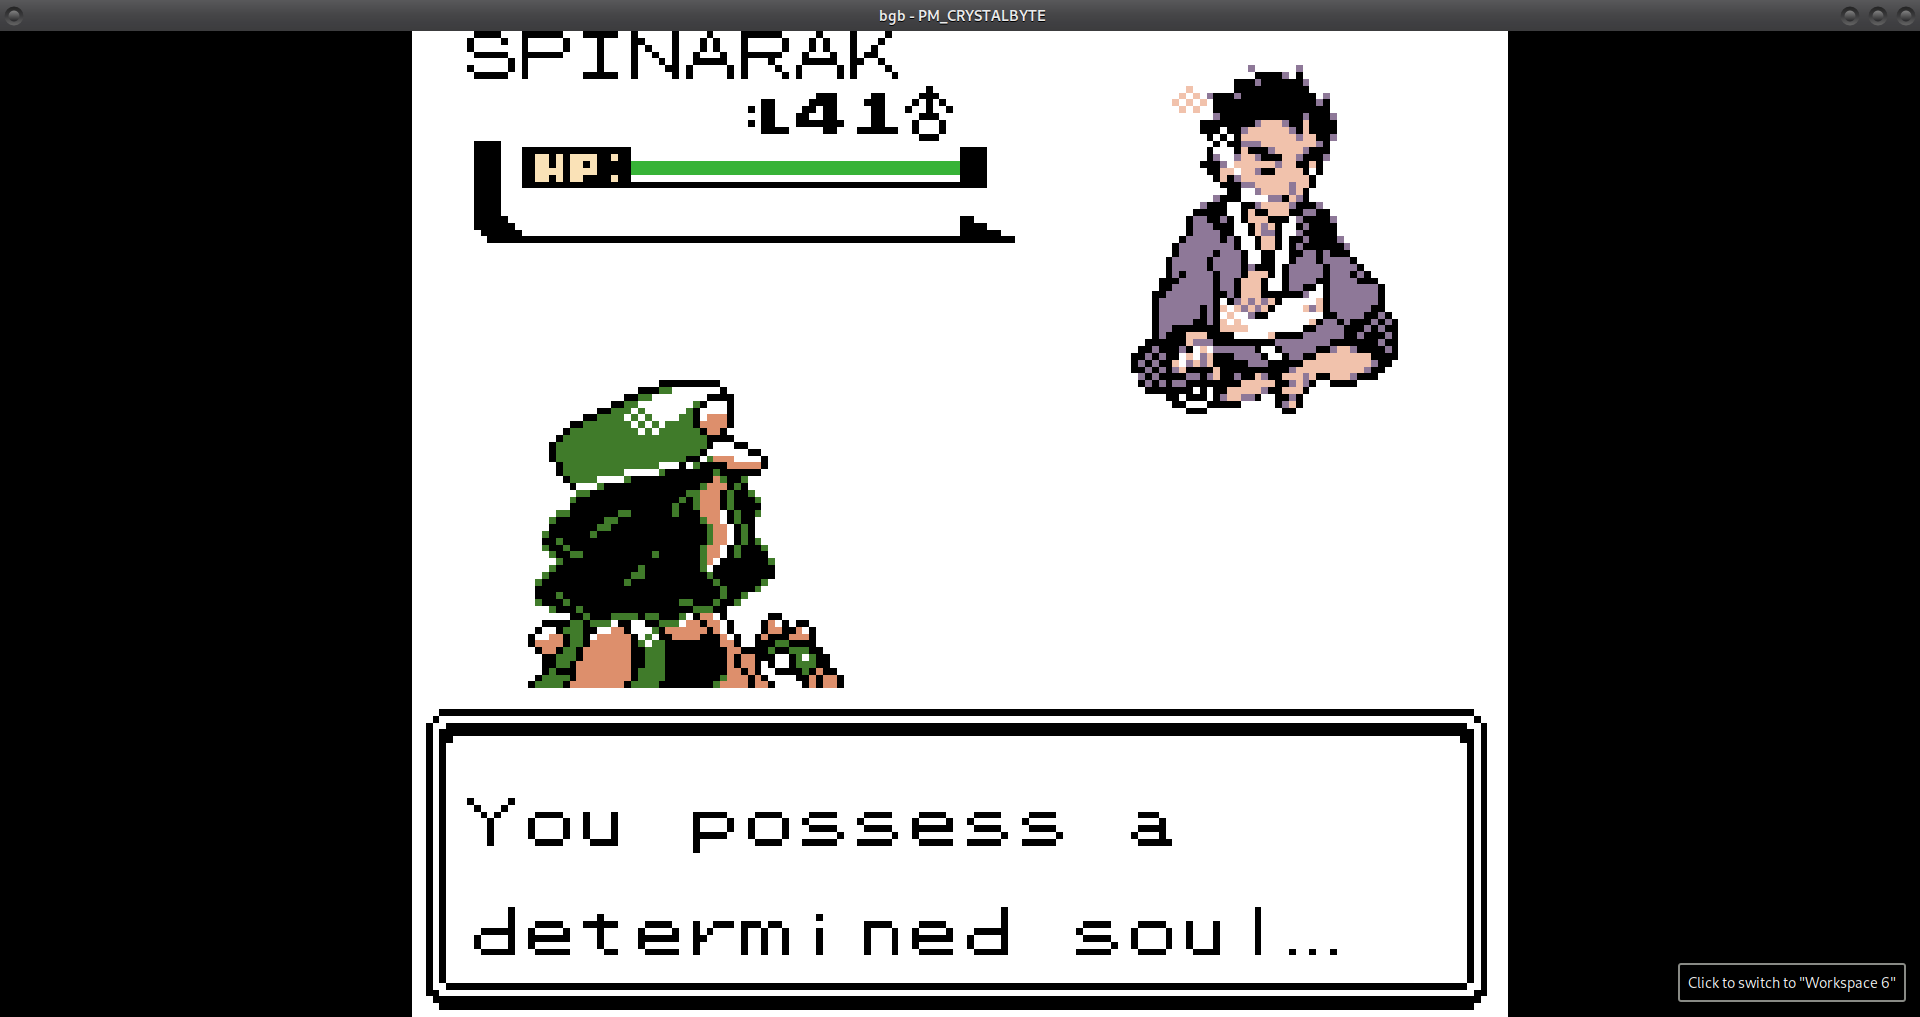 bgb - PM_CRYSTALBYTE
SPINARAK
:L41♂
HP:
You possess a
determined soul...
Click to switch to "Workspace 6"